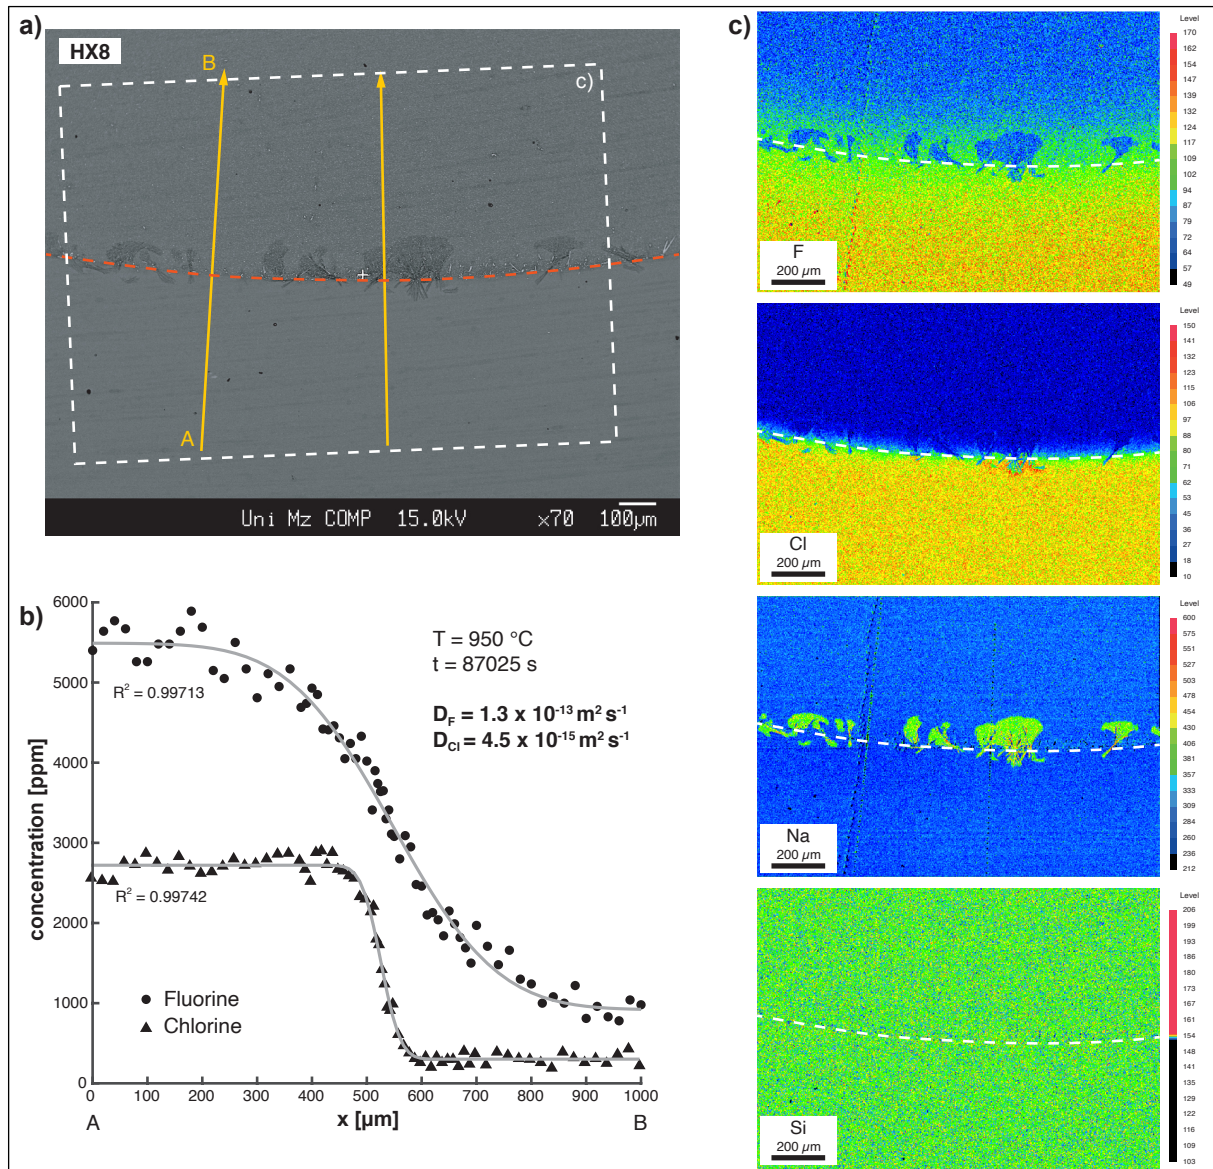 a)
HX8
B
c)
A
Uni Mz COMP 15.0kV x70 100µm
b)
6000
5000
4000
3000
2000
1000
0
concentration [ppm]
T = 950 °C
t = 87025 s
D_F = 1.3 x 10⁻¹³ m² s⁻¹
D_Cl = 4.5 x 10⁻¹⁵ m² s⁻¹
R² = 0.99713
R² = 0.99742
Fluorine
Chlorine
0 100 200 300 400 500 600 700 800 900 1000
A x [µm] B
c)
F
200 µm
Level
170
162
154
147
139
132
124
117
109
102
94
87
79
72
64
57
49
Cl
200 µm
Level
150
141
132
123
115
106
97
88
80
71
62
53
45
36
27
18
10
Na
200 µm
Level
600
575
551
527
503
478
454
430
406
381
357
333
309
284
260
236
212
Si
200 µm
Level
206
199
193
186
180
173
167
161
154
148
141
135
129
122
116
109
103